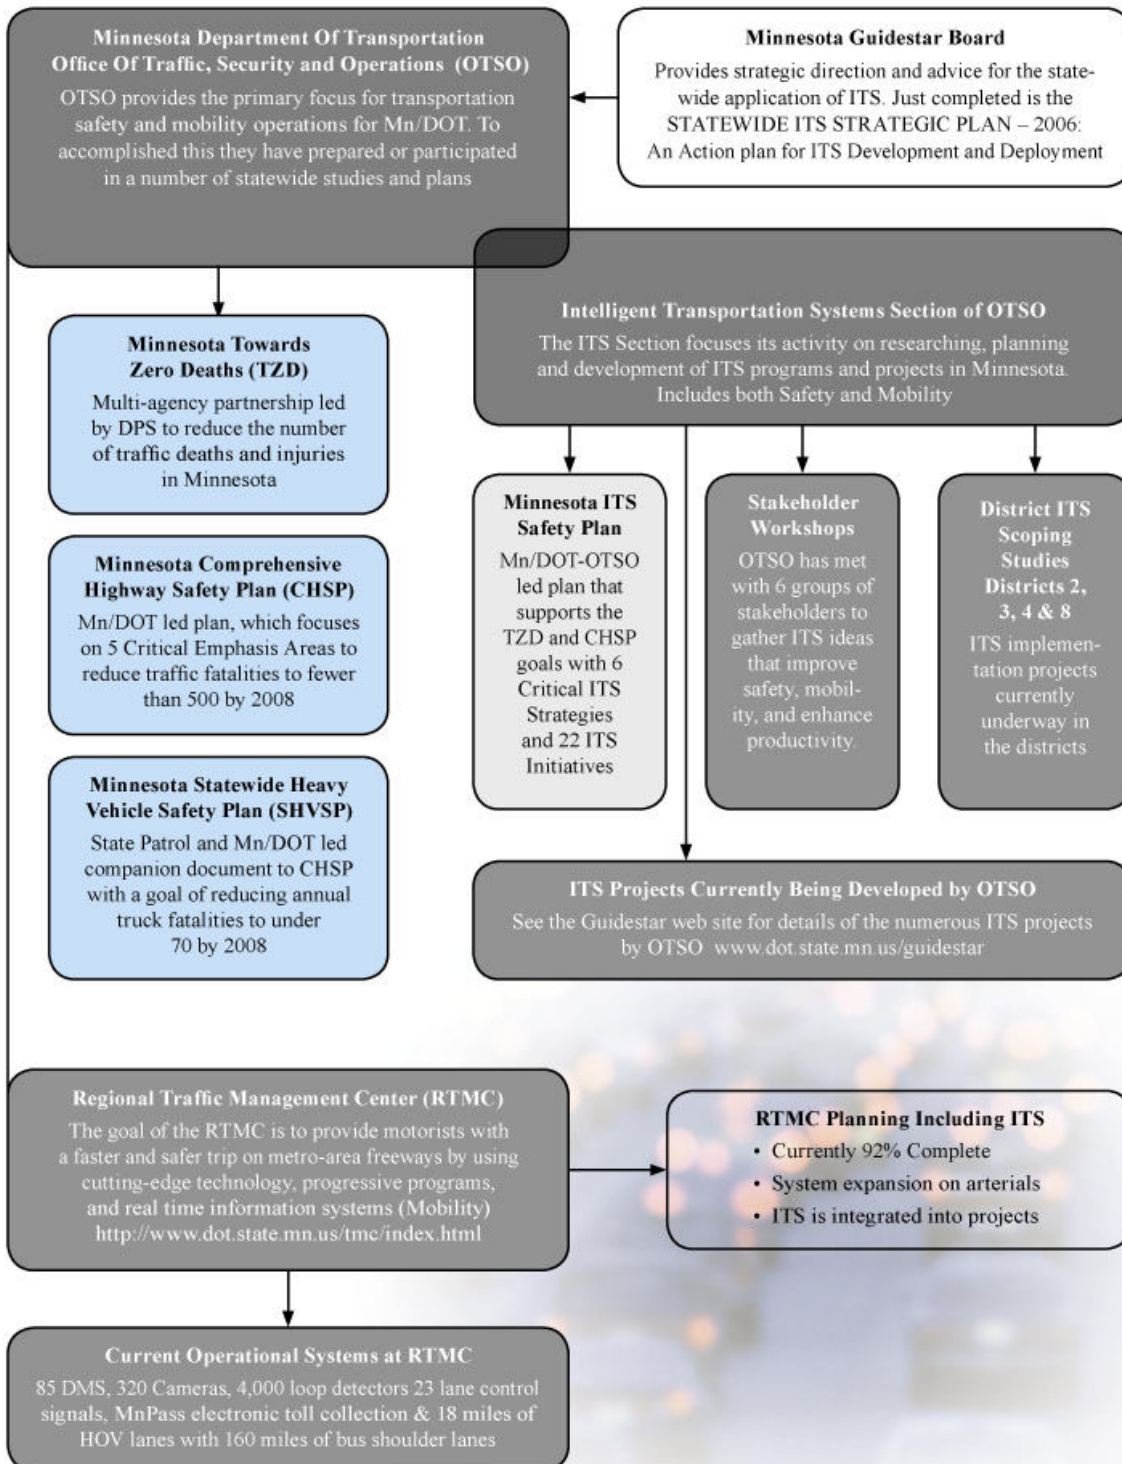 Minnesota Department Of Transportation
Office Of Traffic, Security and Operations (OTSO)
OTSO provides the primary focus for transportation
safety and mobility operations for Mn/DOT. To
accomplished this they have prepared or participated
in a number of statewide studies and plans
Minnesota Guidestar Board
Provides strategic direction and advice for the state-
wide application of ITS. Just completed is the
STATEWIDE ITS STRATEGIC PLAN – 2006:
An Action plan for ITS Development and Deployment
Intelligent Transportation Systems Section of OTSO
The ITS Section focuses its activity on researching, planning
and development of ITS programs and projects in Minnesota.
Includes both Safety and Mobility
Minnesota Towards
Zero Deaths (TZD)
Multi-agency partnership led
by DPS to reduce the number
of traffic deaths and injuries
in Minnesota
Minnesota Comprehensive
Highway Safety Plan (CHSP)
Mn/DOT led plan, which focuses
on 5 Critical Emphasis Areas to
reduce traffic fatalities to fewer
than 500 by 2008
Minnesota Statewide Heavy
Vehicle Safety Plan (SHVSP)
State Patrol and Mn/DOT led
companion document to CHSP
with a goal of reducing annual
truck fatalities to under
70 by 2008
Minnesota ITS
Safety Plan
Mn/DOT-OTSO
led plan that
supports the
TZD and CHSP
goals with 6
Critical ITS
Strategies
and 22 ITS
Initiatives
Stakeholder
Workshops
OTSO has met
with 6 groups of
stakeholders to
gather ITS ideas
that improve
safety, mobil-
ity, and enhance
productivity.
District ITS
Scoping
Studies
Districts 2,
3, 4 & 8
ITS implemen-
tation projects
currently
underway in
the districts
ITS Projects Currently Being Developed by OTSO
See the Guidestar web site for details of the numerous ITS projects
by OTSO www.dot.state.mn.us/guidestar
Regional Traffic Management Center (RTMC)
The goal of the RTMC is to provide motorists with
a faster and safer trip on metro-area freeways by using
cutting-edge technology, progressive programs,
and real time information systems (Mobility)
http://www.dot.state.mn.us/tmc/index.html
RTMC Planning Including ITS
• Currently 92% Complete
• System expansion on arterials
• ITS is integrated into projects
Current Operational Systems at RTMC
85 DMS, 320 Cameras, 4,000 loop detectors 23 lane control
signals, MnPass electronic toll collection & 18 miles of
HOV lanes with 160 miles of bus shoulder lanes